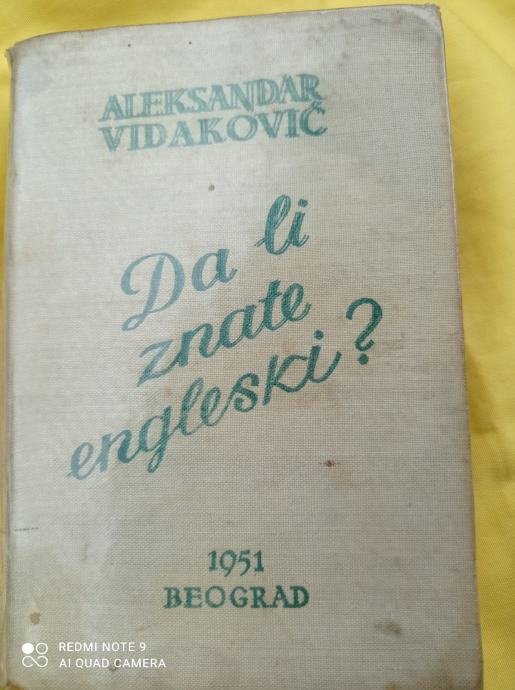 ALEKSANDAR
VIDAKOVIČ
Da li
znate
engleski?
1951
BEOGRAD
REDMI NOTE 9
AI QUAD CAMERA